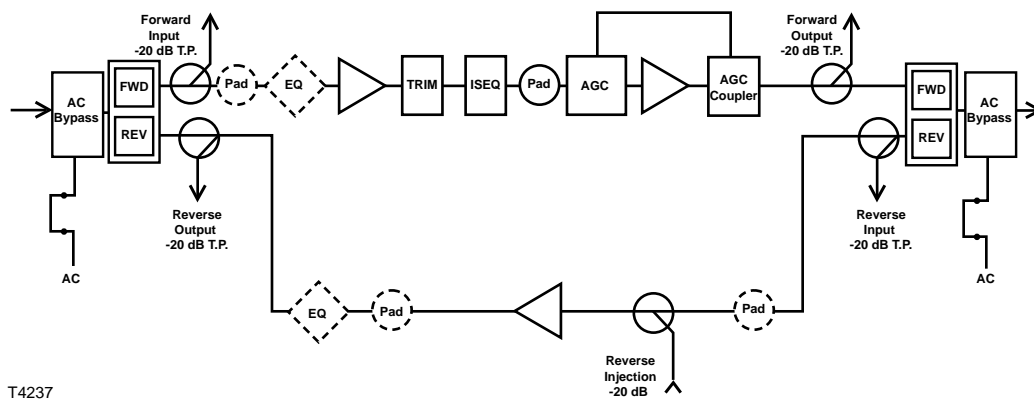 Forward
Input
-20 dB T.P.
Forward
Output
-20 dB T.P.
AC
Bypass
FWD
REV
Pad
EQ
TRIM
ISEQ
Pad
AGC
AGC
Coupler
FWD
REV
AC
Bypass
Reverse
Output
-20 dB T.P.
Reverse
Input
-20 dB T.P.
AC
AC
EQ
Pad
Pad
Reverse
Injection
-20 dB
T4237